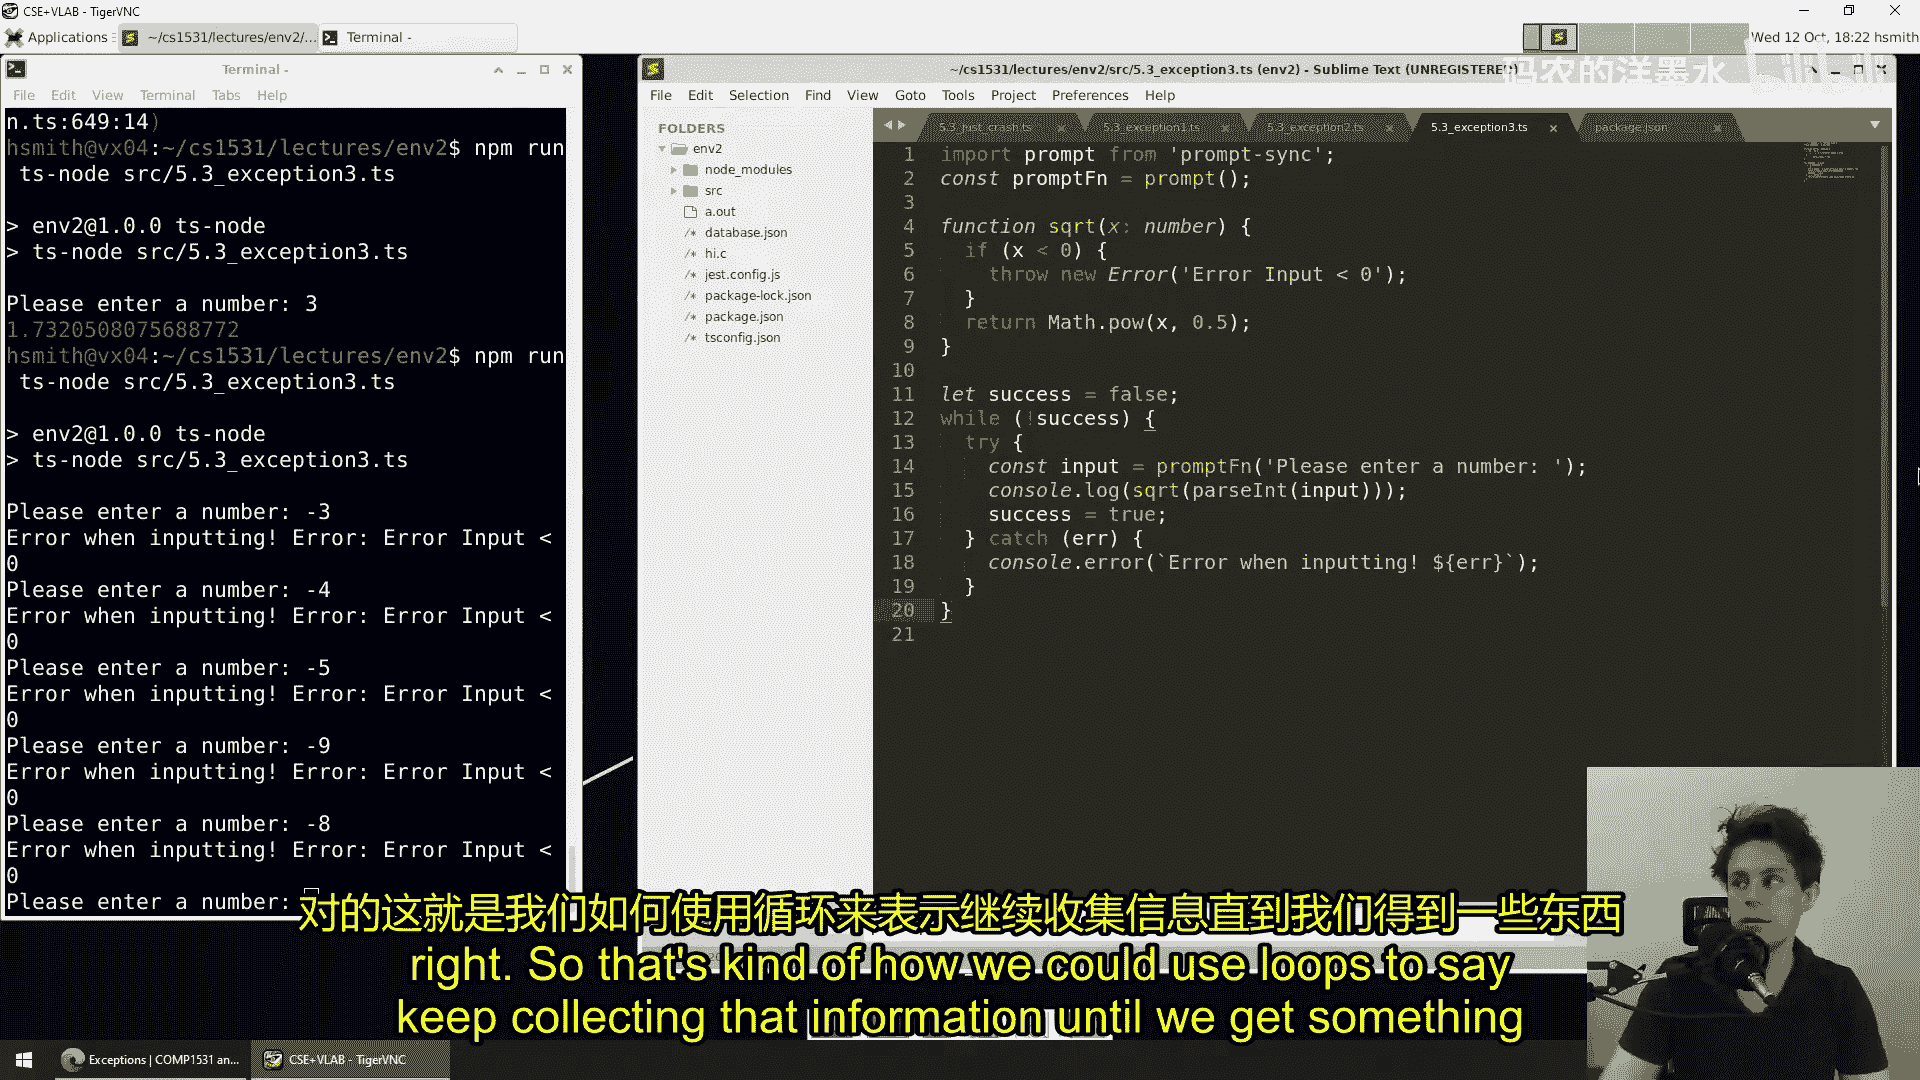 CSE+VLAB - TigerVNC
Applications
~/cs1531/lectures/env2/...
Terminal -
Wed 12 Oct, 18:22 hsmith
Terminal -
File Edit View Terminal Tabs Help
n.ts:649:14)
hsmith@vx04:~/cs1531/lectures/env2$ npm run
ts-node src/5.3_exception3.ts
> env2@1.0.0 ts-node
> ts-node src/5.3_exception3.ts
Please enter a number: 3
1.7320508075688772
hsmith@vx04:~/cs1531/lectures/env2$ npm run
ts-node src/5.3_exception3.ts
> env2@1.0.0 ts-node
> ts-node src/5.3_exception3.ts
Please enter a number: -3
Error when inputting! Error: Error Input <
0
Please enter a number: -4
Error when inputting! Error: Error Input <
0
Please enter a number: -5
Error when inputting! Error: Error Input <
0
Please enter a number: -9
Error when inputting! Error: Error Input <
0
Please enter a number: -8
Error when inputting! Error: Error Input <
0
Please enter a number:
~/cs1531/lectures/env2/src/5.3_exception3.ts (env2) - Sublime Text (UNREGISTERED)
码农的洋墨水
bilibili
File Edit Selection Find View Goto Tools Project Preferences Help
FOLDERS
env2
node_modules
src
a.out
/* database.json
/* hi.c
/* jest.config.js
/* package-lock.json
/* package.json
/* tsconfig.json
5.3_just_crash.ts
5.3_exception1.ts
5.3_exception2.ts
5.3_exception3.ts
package.json
1 import prompt from 'prompt-sync';
2 const promptFn = prompt();
3
4 function sqrt(x: number) {
5 if (x < 0) {
6 throw new Error('Error Input < 0');
7 }
8 return Math.pow(x, 0.5);
9 }
10
11 let success = false;
12 while (!success) {
13 try {
14 const input = promptFn('Please enter a number: ');
15 console.log(sqrt(parseInt(input)));
16 success = true;
17 } catch (err) {
18 console.error(`Error when inputting! ${err}`);
19 }
20 }
21
对的这就是我们如何使用循环来表示继续收集信息直到我们得到一些东西
right. So that's kind of how we could use loops to say
keep collecting that information until we get something
Exceptions | COMP1531 an...
CSE+VLAB - TigerVNC